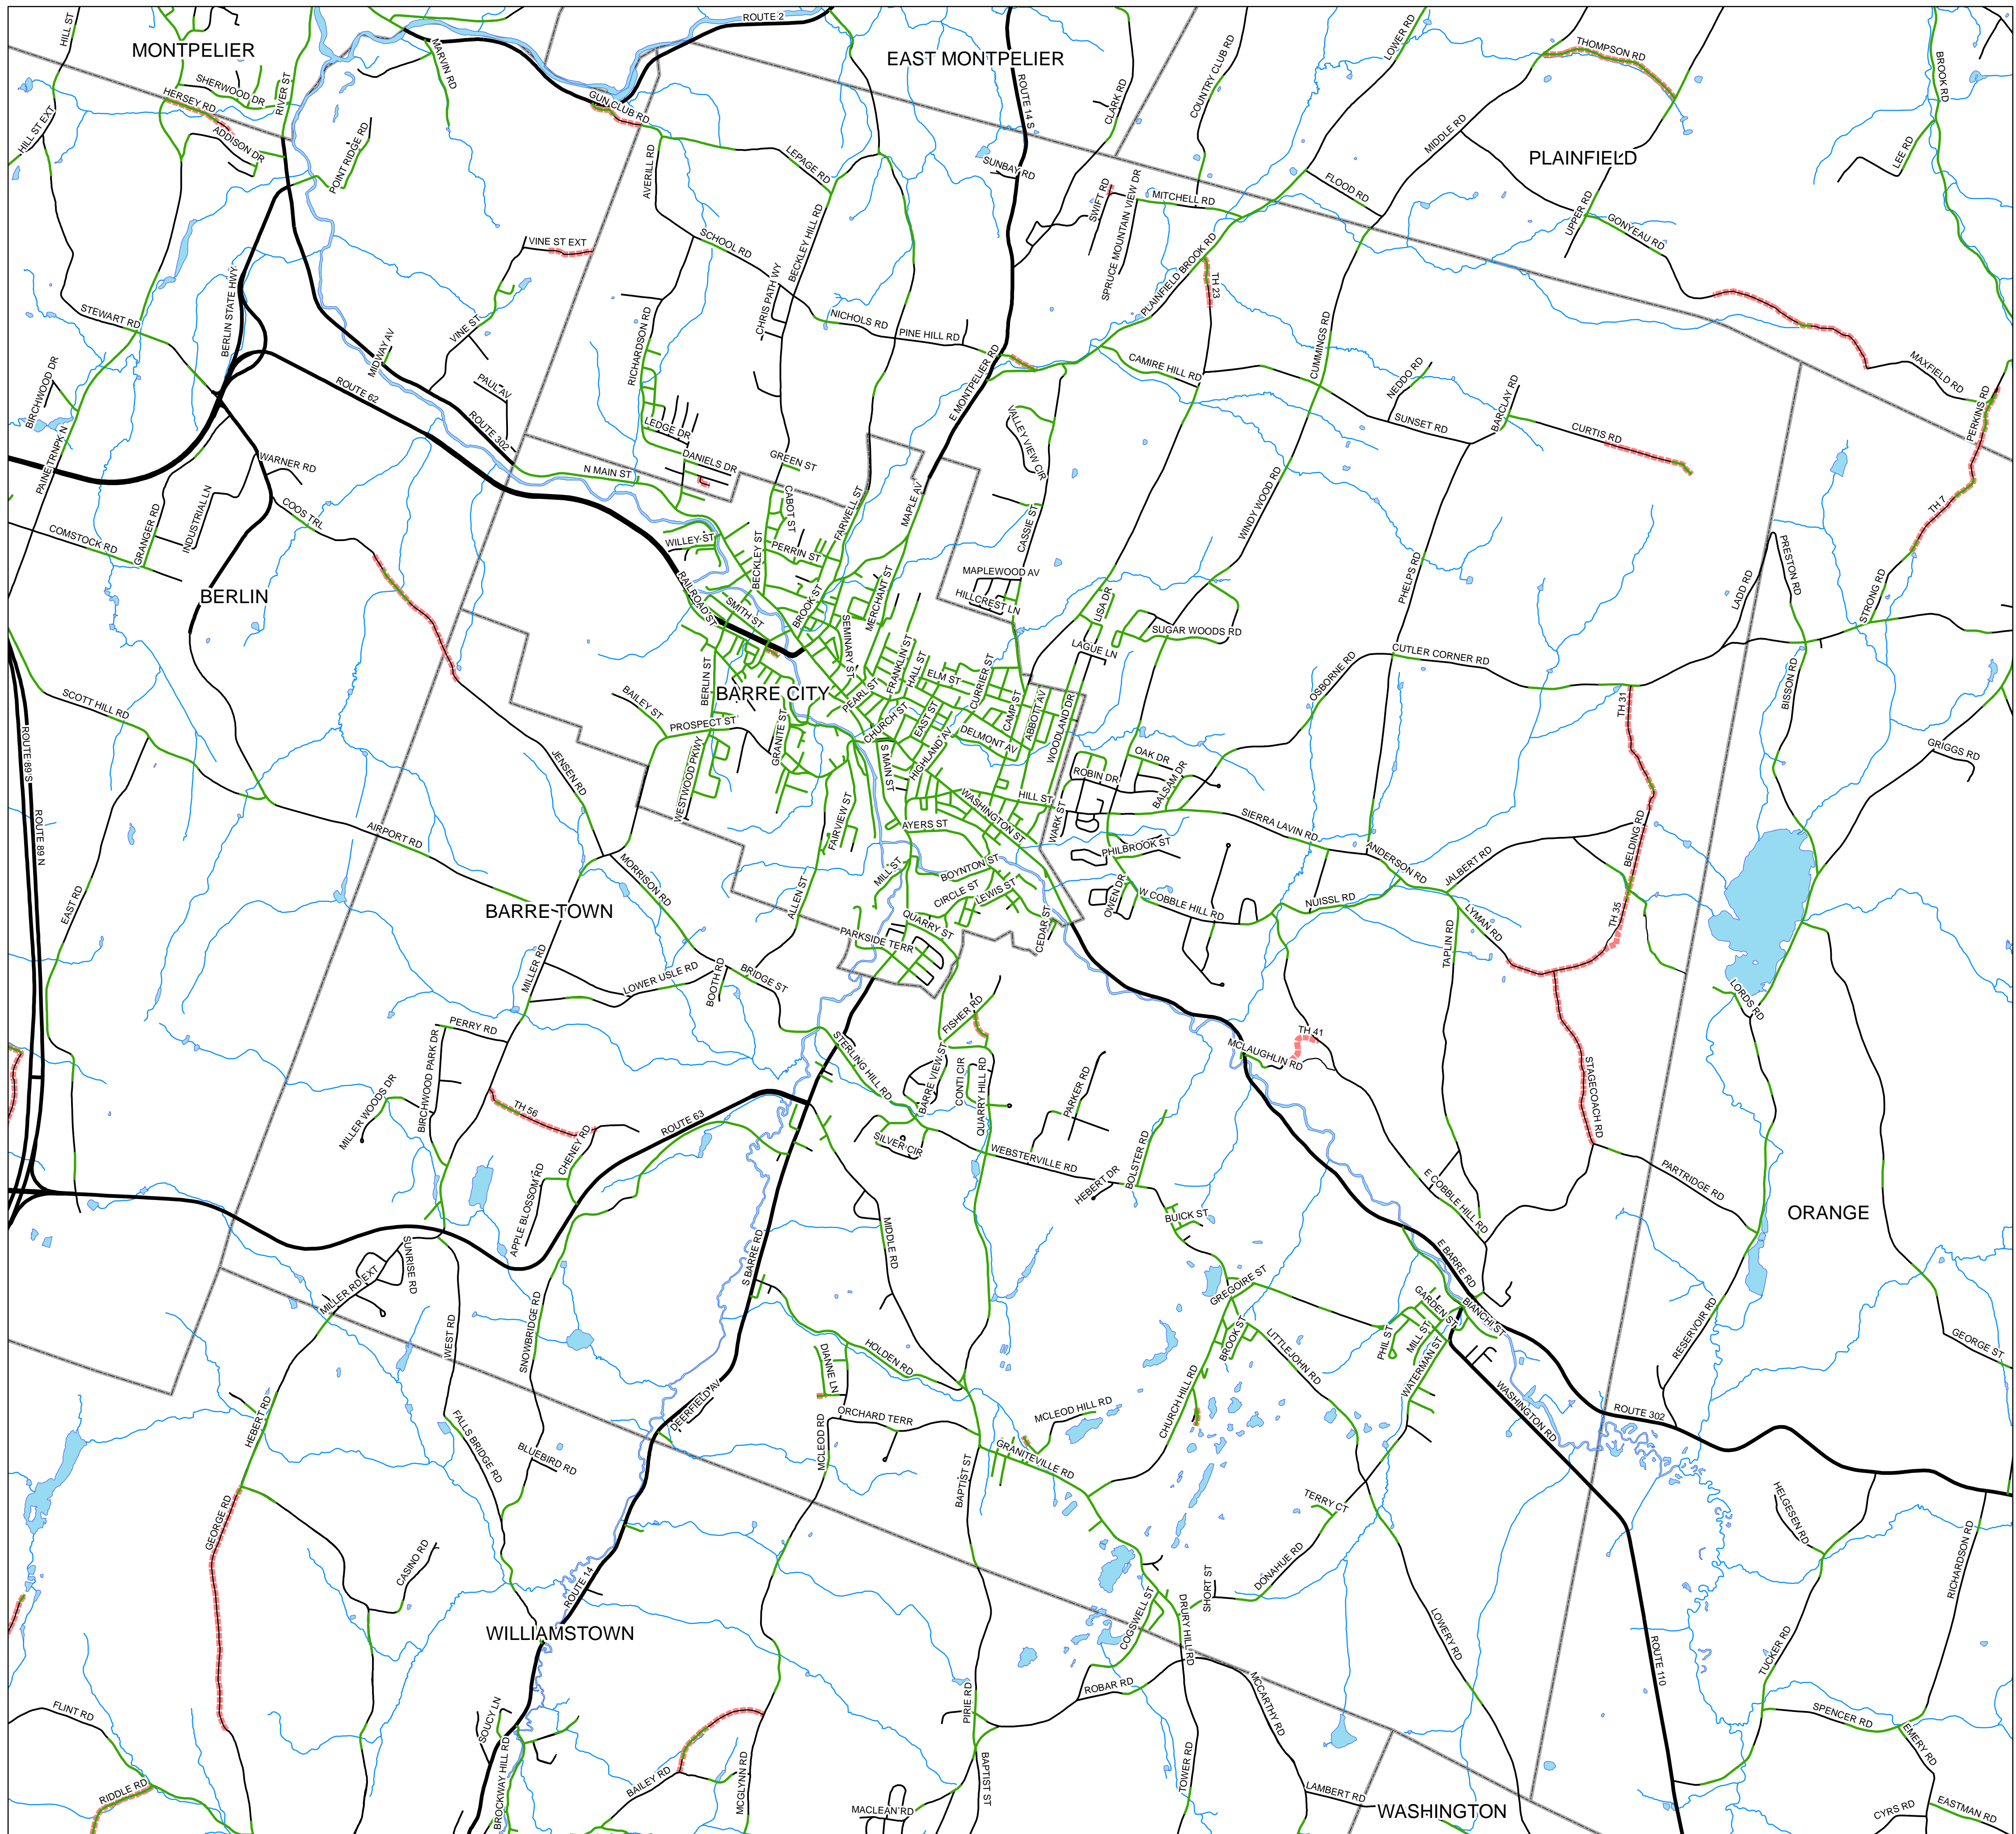 ROUTE 2
MONTPELIER
EAST MONTPELIER
HILL ST
MARVIN RD
LOWER RD
THOMPSON RD
BROOK RD
COUNTRY CLUB RD
SHERWOOD DR
RIVER ST
HERSEY RD
GUN CLUB RD
ROUTE 14 S
CLARK RD
HILL ST EXT
ADDISON DR
POINT RIDGE RD
MIDDLE RD
PLAINFIELD
LEE RD
AVERILL RD
LEPAGE RD
SUNBAY RD
FLOOD RD
SWIFT RD
SPRUCE MOUNTAIN VIEW DR
MITCHELL RD
UPPER RD
GONYEAU RD
VINE ST EXT
SCHOOL RD
BECKLEY HILL RD
PLAINFIELD BROOK RD
TH 23
BERLIN STATE HWY
STEWART RD
CHRIS PATH WY
NICHOLS RD
PINE HILL RD
MIDWAY AV
VINE ST
RICHARDSON RD
CUMMINGS RD
BIRCHWOOD DR
ROUTE 62
PAUL AV
E MONTPELIER RD
CAMIRE HILL RD
NEDDO RD
BARCLAY RD
MAXFIELD RD
PERKINS RD
PAINE TRNPK N
ROUTE 302
LEDGE DR
VALLEY VIEW CIR
SUNSET RD
CURTIS RD
WARNER RD
N MAIN ST
DANIELS DR
GREEN ST
CABOT ST
FARWELL ST
MAPLE AV
CASSIE ST
WINDY WOOD RD
TH 7
COMSTOCK RD
GRANGER RD
INDUSTRIAL LN
COOS TRL
WILLEY ST
PERRIN ST
BECKLEY ST
PRESTON RD
BERLIN
RAILROAD ST
SMITH ST
BROOK ST
MERCHANT ST
MAPLEWOOD AV
HILLCREST LN
LISA DR
PHELPS RD
LADD RD
STRONG RD
SEMINARY ST
SUGAR WOODS RD
LAGUE LN
FRANKLIN ST
HALL ST
ELM ST
CURRIER ST
OSBORNE RD
CUTLER CORNER RD
BISSON RD
SCOTT HILL RD
BAILEY ST
BERLIN ST
BARRE CITY
PEARL ST
CAMP ST
ABBOTT AV
WOODLAND DR
TH 31
PROSPECT ST
GRANITE ST
CHURCH ST
EAST ST
DELMONT AV
ROUTE 89 S
JENSEN RD
WESTWOOD PKWY
S MAIN ST
HIGHLAND AV
OAK DR
ROBIN DR
BALSAM DR
GRIGGS RD
ROUTE 89 N
AIRPORT RD
FAIRVIEW ST
AYERS ST
WASHINGTON ST
HILL ST
WARK ST
SIERRA LAVIN RD
BELDING RD
PHILBROOK ST
ANDERSON RD
JALBERT RD
EAST RD
MORRISON RD
MILL ST
BOYNTON ST
CIRCLE ST
LEWIS ST
OWEN DR
W COBBLE HILL RD
NUISSL RD
BARRE TOWN
ALLEN ST
QUARRY ST
CEDAR ST
PARKSIDE TERR
LYMAN RD
TAPLIN RD
TH 35
MILLER RD
LOWER USLE RD
BOOTH RD
BRIDGE ST
LORDS RD
PERRY RD
FISHER RD
TH 41
MCLAUGHLIN RD
STERLING HILL RD
BARRE VIEW ST
CONTI CIR
QUARRY HILL RD
PARKER RD
STAGECOACH RD
MILLER WOODS DR
BIRCHWOOD PARK DR
TH 56
CHENEY RD
ROUTE 63
SILVER CIR
WEBSTERVILLE RD
HEBERT DR
BOLSTER RD
E COBBLE HILL RD
PARTRIDGE RD
APPLE BLOSSOM RD
BUICK ST
ORANGE
SUNRISE RD
MILLER RD EXT
S BARRE RD
MIDDLE RD
E BARRE RD
GREGOIRE ST
WEST RD
SNOWBRIDGE RD
BROOK ST
LITTLEJOHN RD
GARDEN ST
BIANCHI ST
PHIL ST
MILL ST
RESERVOIR RD
GEORGE ST
HOLDEN RD
DIANNE LN
CHURCH HILL RD
WATERMAN ST
WASHINGTON RD
ROUTE 302
HEBERT RD
DEERFIELD AV
ORCHARD TERR
MCLEOD HILL RD
FALLS BRIDGE RD
BLUEBIRD RD
MCLEOD RD
BAPTIST ST
GRANITEVILLE RD
GEORGE RD
TERRY CT
HELGESEN RD
CASINO RD
ROUTE 14
SHORT ST
DONAHUE RD
RICHARDSON RD
WILLIAMSTOWN
COGSWELL ST
DRURY HILL RD
LOWERY RD
ROUTE 110
TUCKER RD
FLINT RD
SOUCY LN
PIRIE RD
ROBAR RD
MCCARTHY RD
SPENCER RD
EMERY RD
RIDDLE RD
BROCKWAY HILL RD
BAILEY RD
MCGLYNN RD
BAPTIST ST
TOWER RD
LAMBERT RD
MACLEAN RD
WASHINGTON
CYRS RD
EASTMAN RD